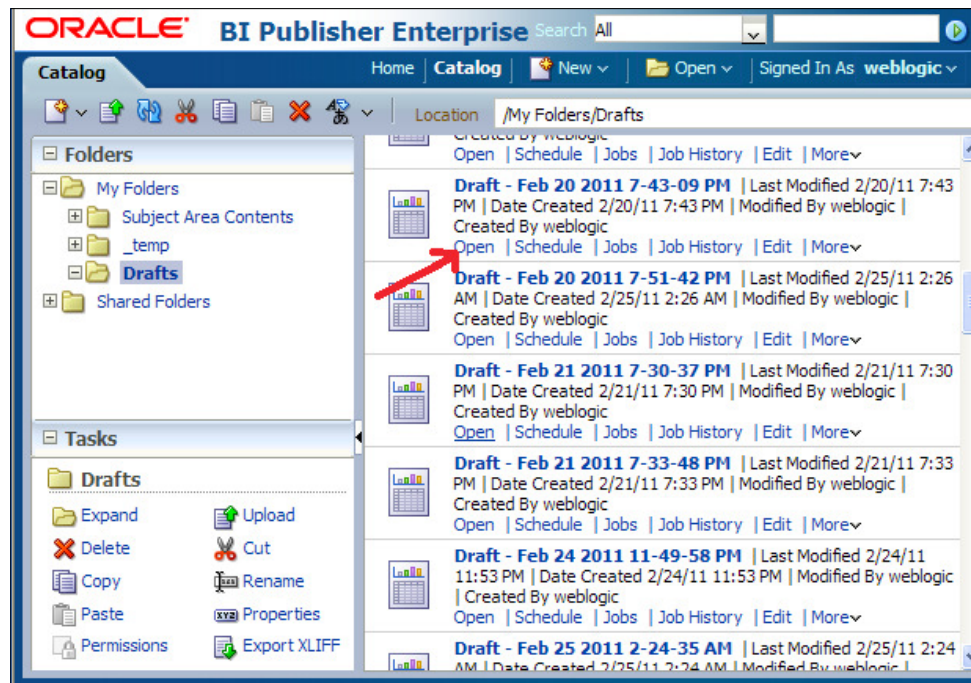 ORACLE BI Publisher Enterprise Search All
Catalog Home Catalog New Open Signed In As weblogic
Location /My Folders/Drafts
Folders
My Folders
Subject Area Contents
_temp
Drafts
Shared Folders
Tasks
Drafts
Expand Upload
Delete Cut
Copy Rename
Paste Properties
Permissions Export XLIFF
Created By weblogic
Open | Schedule | Jobs | Job History | Edit | More
Draft - Feb 20 2011 7-43-09 PM | Last Modified 2/20/11 7:43
PM | Date Created 2/20/11 7:43 PM | Modified By weblogic |
Created By weblogic
Open | Schedule | Jobs | Job History | Edit | More
Draft - Feb 20 2011 7-51-42 PM | Last Modified 2/25/11 2:26
AM | Date Created 2/25/11 2:26 AM | Modified By weblogic |
Created By weblogic
Open | Schedule | Jobs | Job History | Edit | More
Draft - Feb 21 2011 7-30-37 PM | Last Modified 2/21/11 7:30
PM | Date Created 2/21/11 7:30 PM | Modified By weblogic |
Created By weblogic
Open | Schedule | Jobs | Job History | Edit | More
Draft - Feb 21 2011 7-33-48 PM | Last Modified 2/21/11 7:33
PM | Date Created 2/21/11 7:33 PM | Modified By weblogic |
Created By weblogic
Open | Schedule | Jobs | Job History | Edit | More
Draft - Feb 24 2011 11-49-58 PM | Last Modified 2/24/11
11:53 PM | Date Created 2/24/11 11:53 PM | Modified By weblogic
| Created By weblogic
Open | Schedule | Jobs | Job History | Edit | More
Draft - Feb 25 2011 2-24-35 AM | Last Modified 2/25/11 2:24
AM | Date Created 2/25/11 2:24 AM | Modified By weblogic |